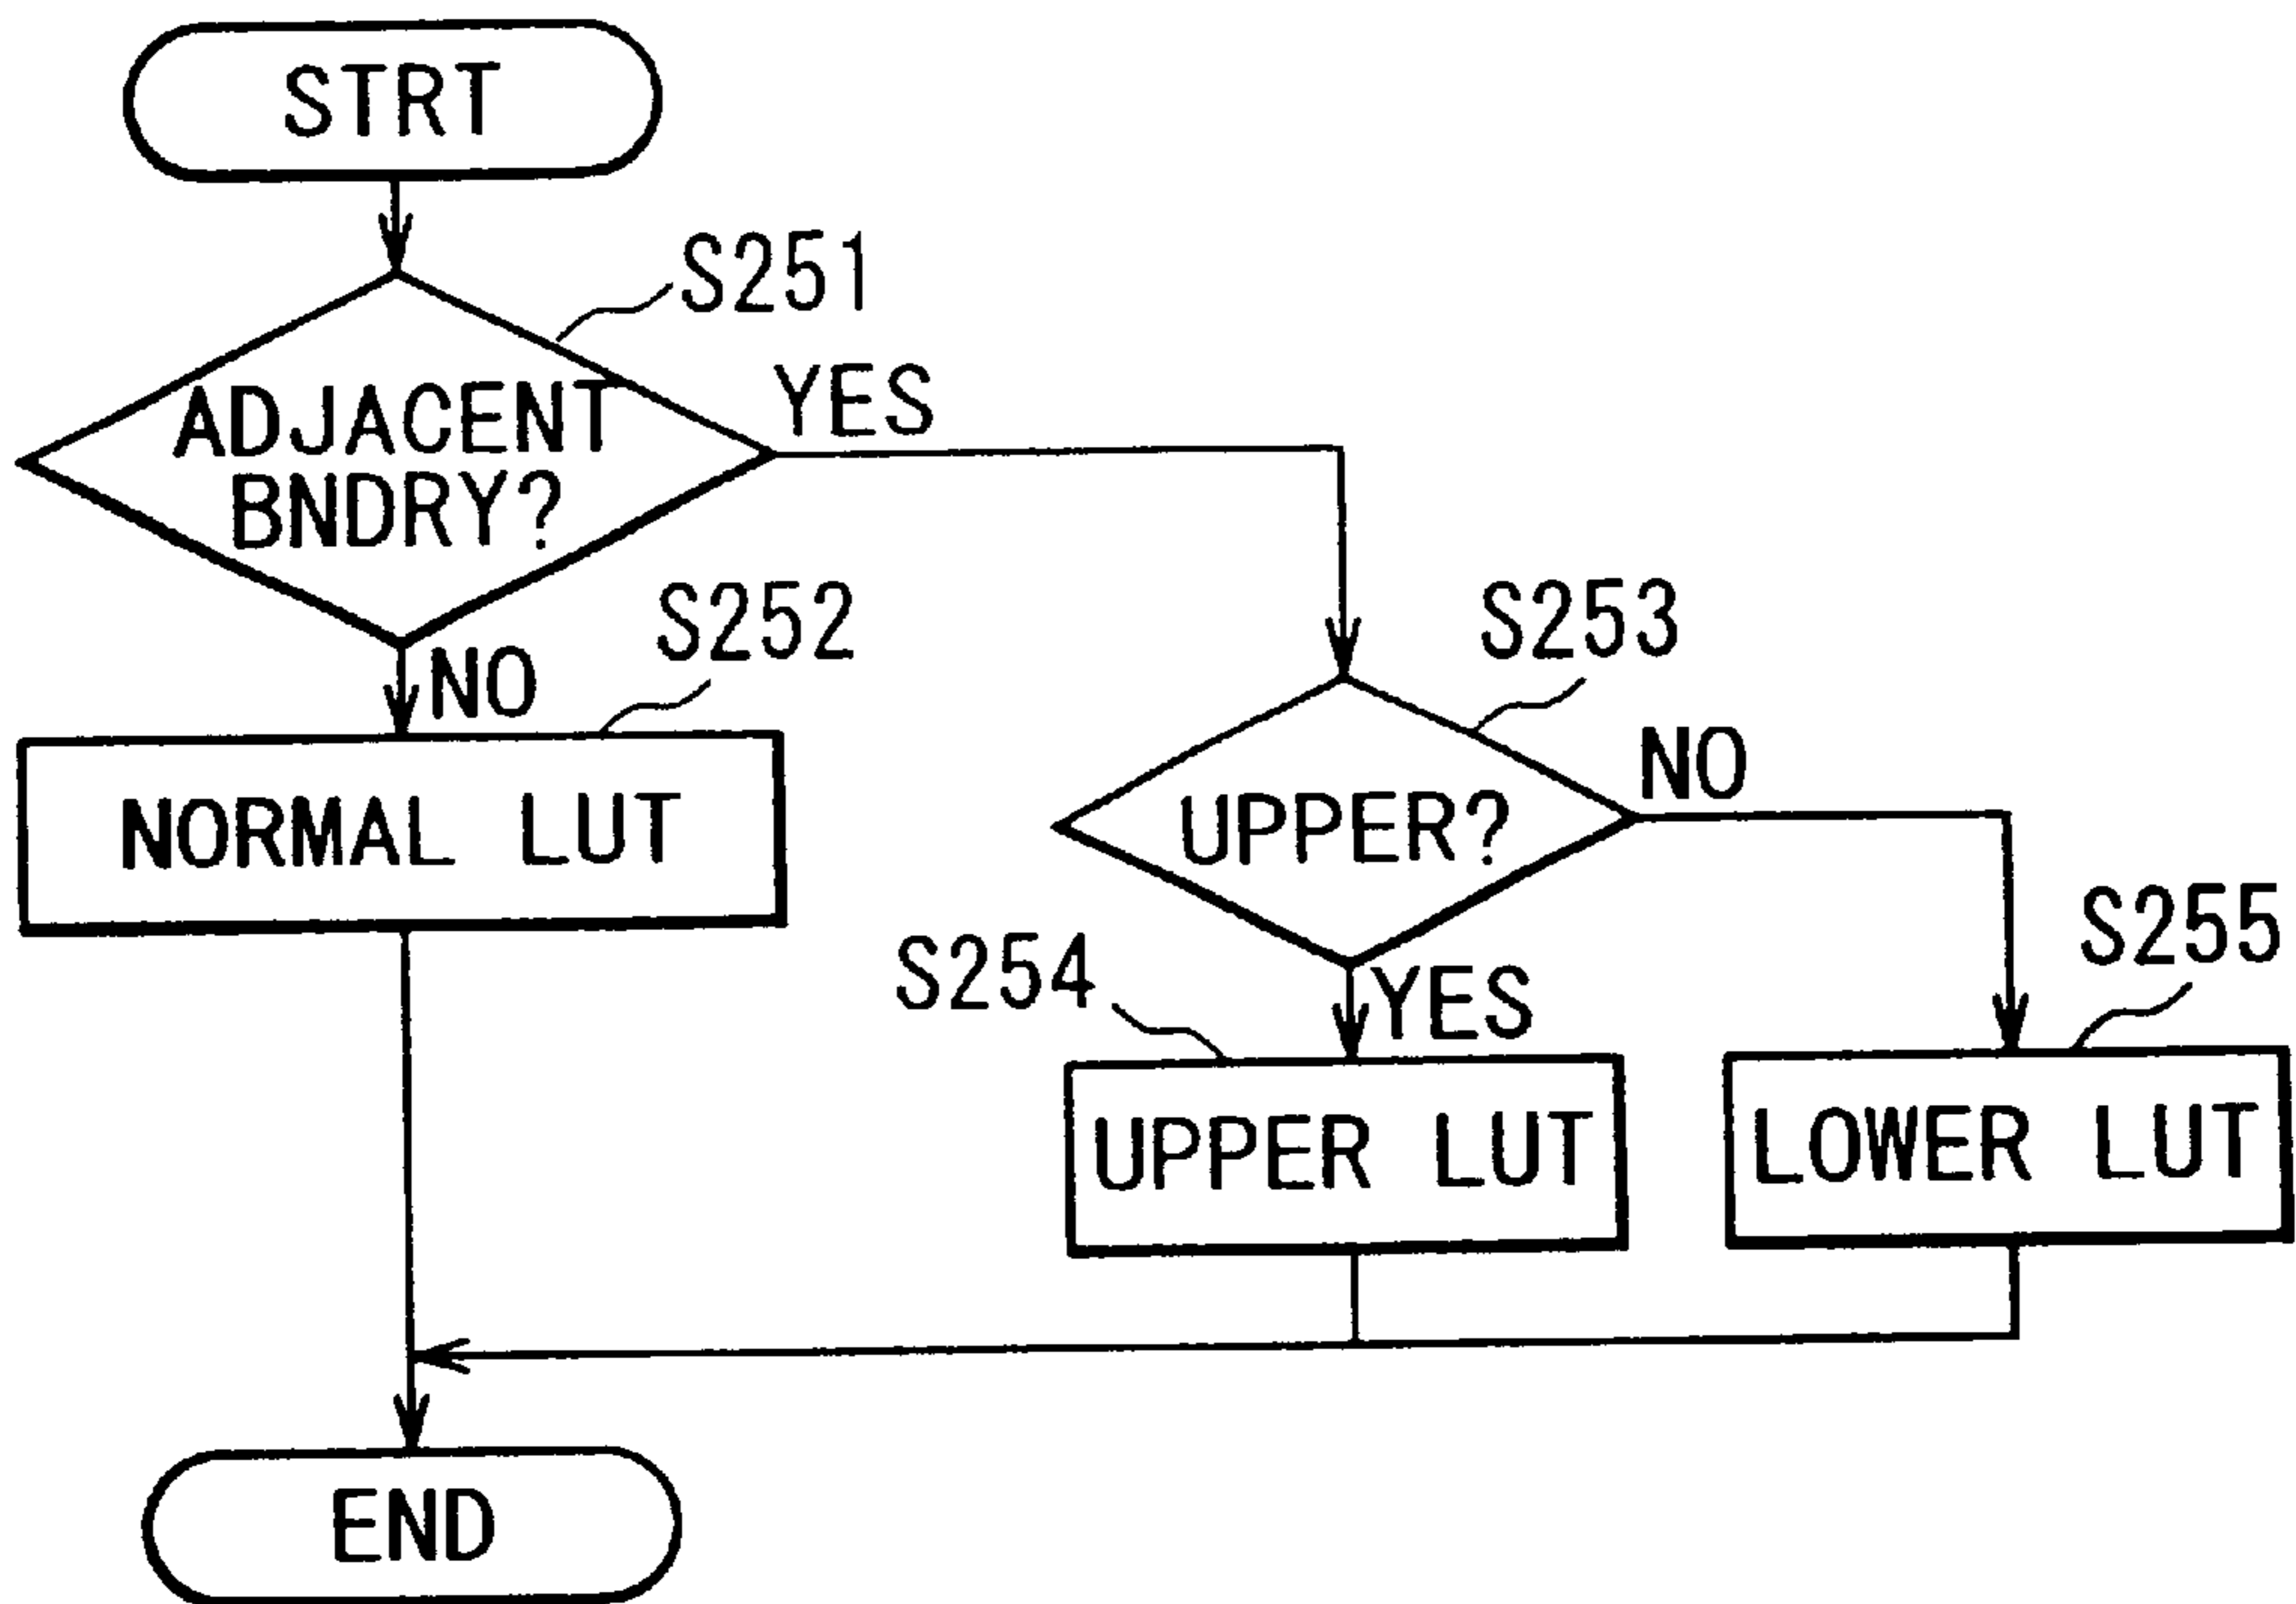 STRT
S251
ADJACENT
BNDRY?
YES
NO
S252
NORMAL LUT
S253
UPPER?
NO
YES
S254
UPPER LUT
S255
LOWER LUT
END